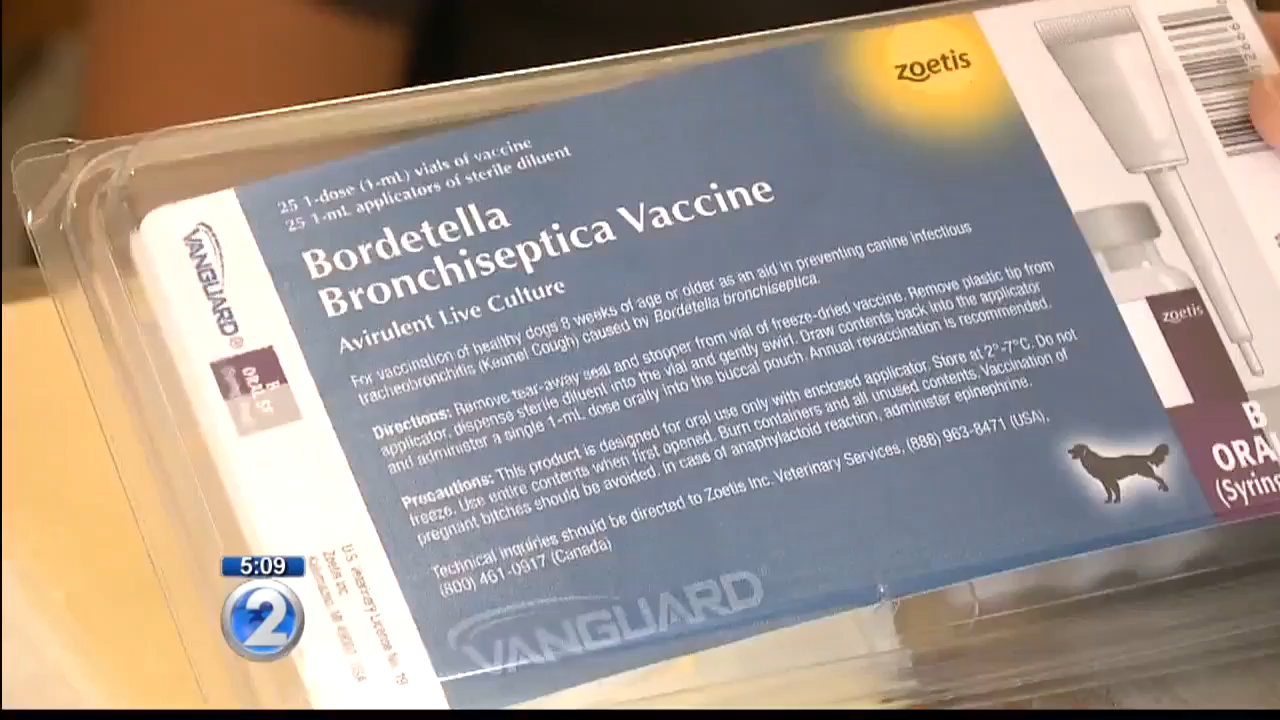 zoetis
25 1-dose (1-mL) vials of vaccine
25 1-mL applicators of sterile diluent
Bordetella
Bronchiseptica Vaccine
Avirulent Live Culture
For vaccination of healthy dogs 8 weeks of age or older as an aid in preventing canine infectious
tracheobronchitis (Kennel Cough) caused by Bordetella bronchiseptica.
Directions: Remove tear-away seal and stopper from vial of freeze-dried vaccine. Remove plastic tip from
applicator, dispense sterile diluent into the vial and gently swirl. Draw contents back into the applicator
and administer a single 1-mL dose orally into the buccal pouch. Annual revaccination is recommended.
Precautions: This product is designed for oral use only with enclosed applicator. Store at 2°-7°C. Do not
freeze. Use entire contents when first opened. Burn containers and all unused contents. Vaccination of
pregnant bitches should be avoided. In case of anaphylactoid reaction, administer epinephrine.
Technical inquiries should be directed to Zoetis Inc. Veterinary Services, (888) 963-8471 (USA),
(800) 461-0917 (Canada)
VANGUARD
VANGUARD®
B
ORAL
U.S. Veterinary License No. 19
Zoetis Inc.
zoetis
B
ORA
(Syrin
5:09
2